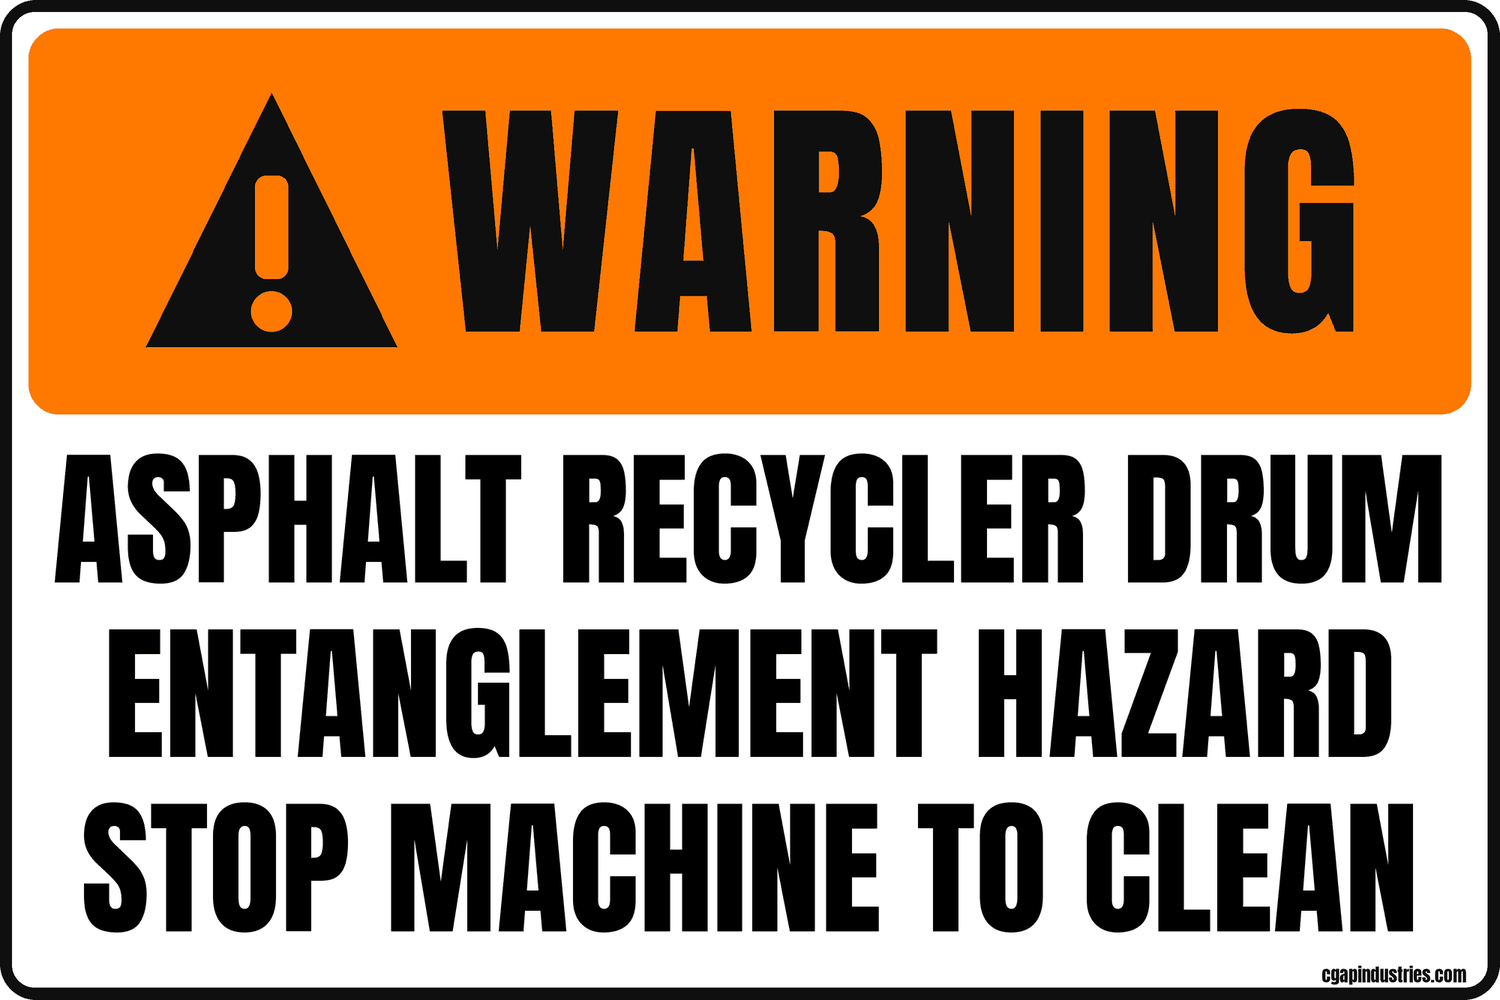 WARNING
ASPHALT RECYCLER DRUM
ENTANGLEMENT HAZARD
STOP MACHINE TO CLEAN
cgapindustries.com